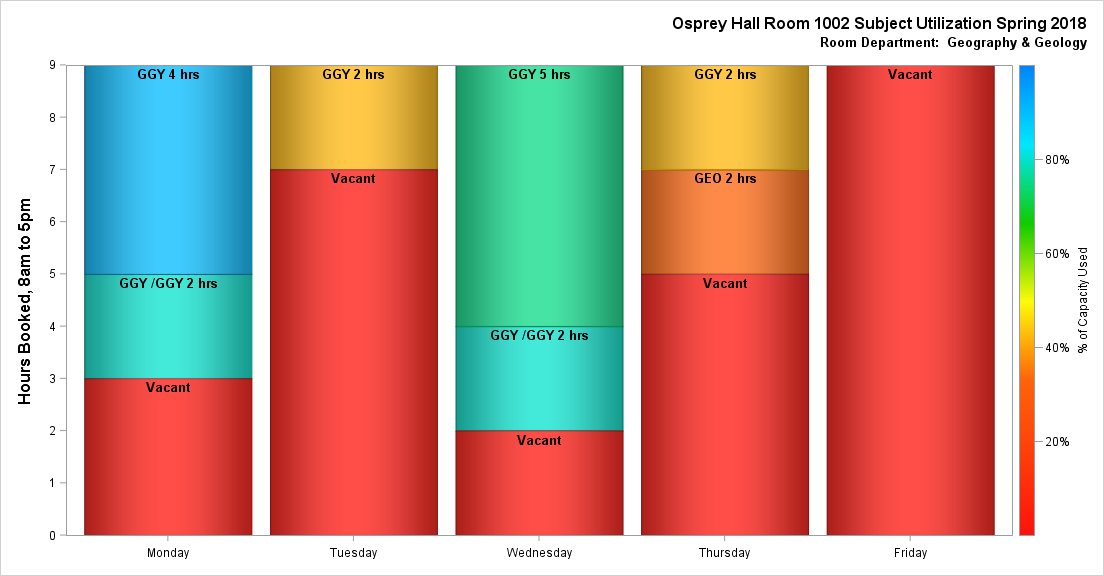 Osprey Hall Room 1002 Subject Utilization Spring 2018
Room Department:  Geography & Geology
Hours Booked, 8am to 5pm
9
8
7
6
5
4
3
2
1
0
GGY 4 hrs
GGY /GGY 2 hrs
Vacant
GGY 2 hrs
Vacant
GGY 5 hrs
GGY /GGY 2 hrs
Vacant
GGY 2 hrs
GEO 2 hrs
Vacant
Vacant
Monday
Tuesday
Wednesday
Thursday
Friday
80%
60%
40%
20%
% of Capacity Used